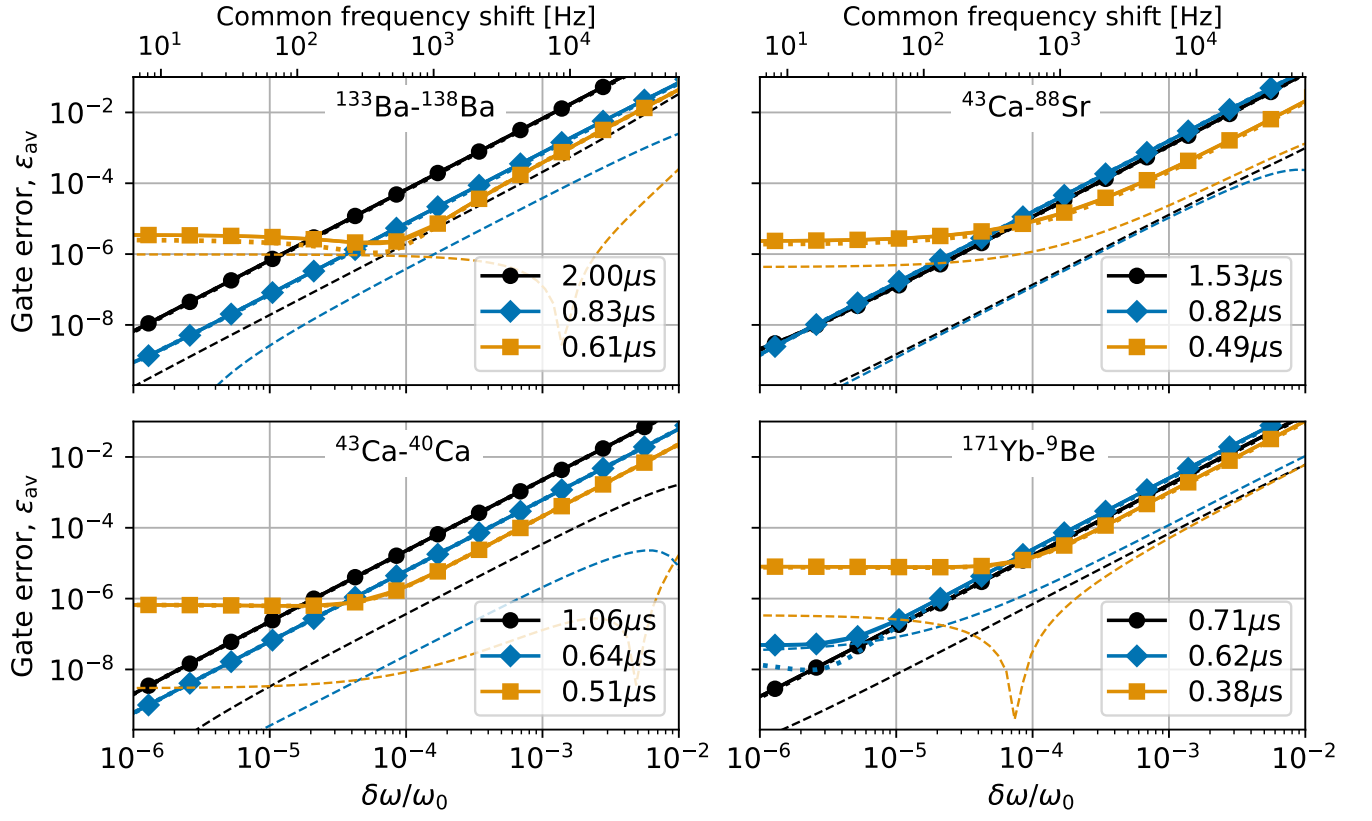 Common frequency shift [Hz]
Common frequency shift [Hz]
10¹ 10² 10³ 10⁴
10¹ 10² 10³ 10⁴
Gate error, ε_av
10⁻² 10⁻⁴ 10⁻⁶ 10⁻⁸
¹³³Ba-¹³⁸Ba
2.00μs
0.83μs
0.61μs
⁴³Ca-⁸⁸Sr
1.53μs
0.82μs
0.49μs
Gate error, ε_av
10⁻² 10⁻⁴ 10⁻⁶ 10⁻⁸
⁴³Ca-⁴⁰Ca
1.06μs
0.64μs
0.51μs
¹⁷¹Yb-⁹Be
0.71μs
0.62μs
0.38μs
10⁻⁶ 10⁻⁵ 10⁻⁴ 10⁻³ 10⁻²
10⁻⁶ 10⁻⁵ 10⁻⁴ 10⁻³ 10⁻²
δω/ω₀
δω/ω₀